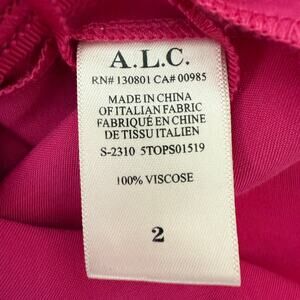 A.L.C.
RN# 130801 CA# 00985
MADE IN CHINA
OF ITALIAN FABRIC
FABRIQUÉ EN CHINE
DE TISSU ITALIEN
S-2310 5TOPS01519
100% VISCOSE
2